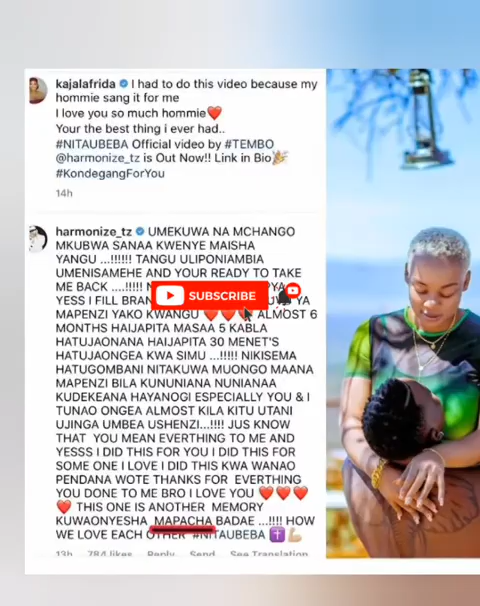 kajalafrida I had to do this video because my
hommie sang it for me
I love you so much hommie❤️
Your the best thing i ever had..
#NITAUBEBA Official video by #TEMBO
@harmonize_tz is Out Now!! Link in Bio🎉
#KondegangForYou
14h
harmonize_tz UMEKUWA NA MCHANGO
MKUBWA SANAA KWENYE MAISHA
YANGU ...!!!!!! TANGU ULIPONIAMBIA
UMENISAMEHE AND YOUR READY TO TAKE
ME BACK ....!!!!!
YESS I FILL BRAN YA
SUBSCRIBE
MAPENZI YAKO KWANGU ❤️❤️ ALMOST 6
MONTHS HAIJAPITA MASAA 5 KABLA
HATUJAONANA HAIJAPITA 30 MENET'S
HATUJAONGEA KWA SIMU ...!!!!! NIKISEMA
HATUGOMBANI NITAKUWA MUONGO MAANA
MAPENZI BILA KUNUNIANA NUNIANAA
KUDEKEANA HAYANOGI ESPECIALLY YOU & I
TUNAO ONGEA ALMOST KILA KITU UTANI
UJINGA UMBEA USHENZI...!!!! JUS KNOW
THAT YOU MEAN EVERTHING TO ME AND
YESSS I DID THIS FOR YOU I DID THIS FOR
SOME ONE I LOVE I DID THIS KWA WANAO
PENDANA WOTE THANKS FOR EVERTHING
YOU DONE TO ME BRO I LOVE YOU ❤️❤️❤️
❤️ THIS ONE IS ANOTHER MEMORY
KUWAONYESHA MAPACHA BADAE ...!!!! HOW
WE LOVE EACH OTHER #NITAUBEBA ✝️💪🏼
13h 784 likes Reply Send See Translation